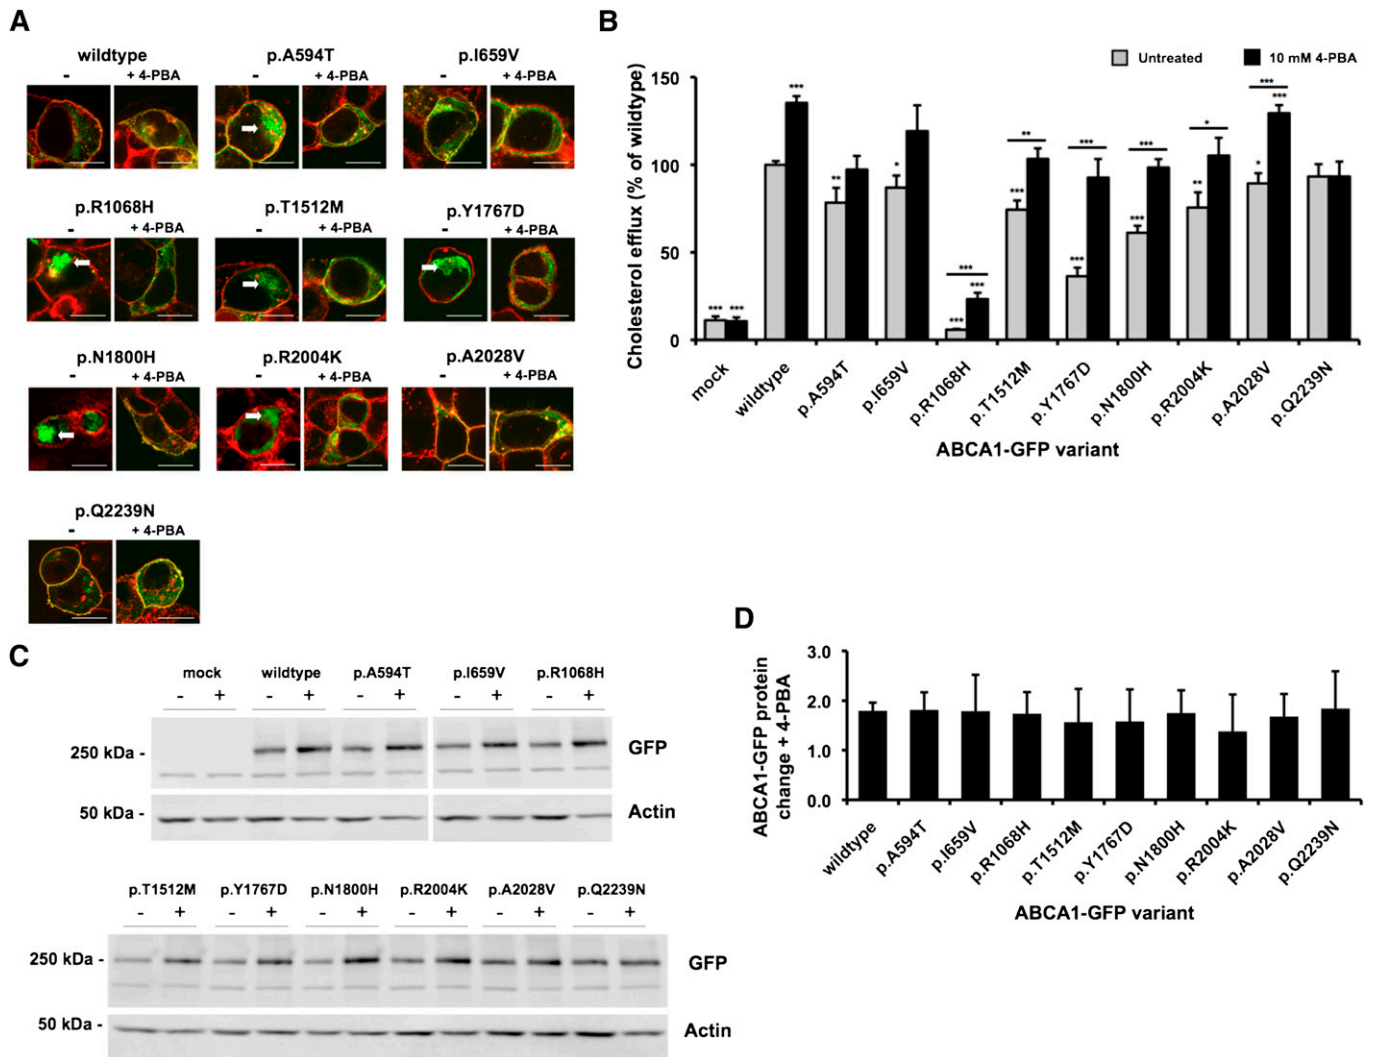 A
wildtype
p.A594T
p.I659V
- + 4-PBA
- + 4-PBA
- + 4-PBA
p.R1068H
p.T1512M
p.Y1767D
- + 4-PBA
- + 4-PBA
- + 4-PBA
p.N1800H
p.R2004K
p.A2028V
- + 4-PBA
- + 4-PBA
- + 4-PBA
p.Q2239N
- + 4-PBA
B
Untreated
10 mM 4-PBA
Cholesterol efflux (% of wildtype)
150
100
50
0
*** ***
***
**
*
*** *** ***
*** **
*** ***
*** ***
** *
* *** ***
mock
wildtype
p.A594T
p.I659V
p.R1068H
p.T1512M
p.Y1767D
p.N1800H
p.R2004K
p.A2028V
p.Q2239N
ABCA1-GFP variant
C
mock wildtype p.A594T p.I659V p.R1068H
- + - + - + - + - +
250 kDa -
GFP
50 kDa -
Actin
p.T1512M p.Y1767D p.N1800H p.R2004K p.A2028V p.Q2239N
- + - + - + - + - + - +
250 kDa -
GFP
50 kDa -
Actin
D
ABCA1-GFP protein
change + 4-PBA
3.0
2.0
1.0
0.0
wildtype
p.A594T
p.I659V
p.R1068H
p.T1512M
p.Y1767D
p.N1800H
p.R2004K
p.A2028V
p.Q2239N
ABCA1-GFP variant